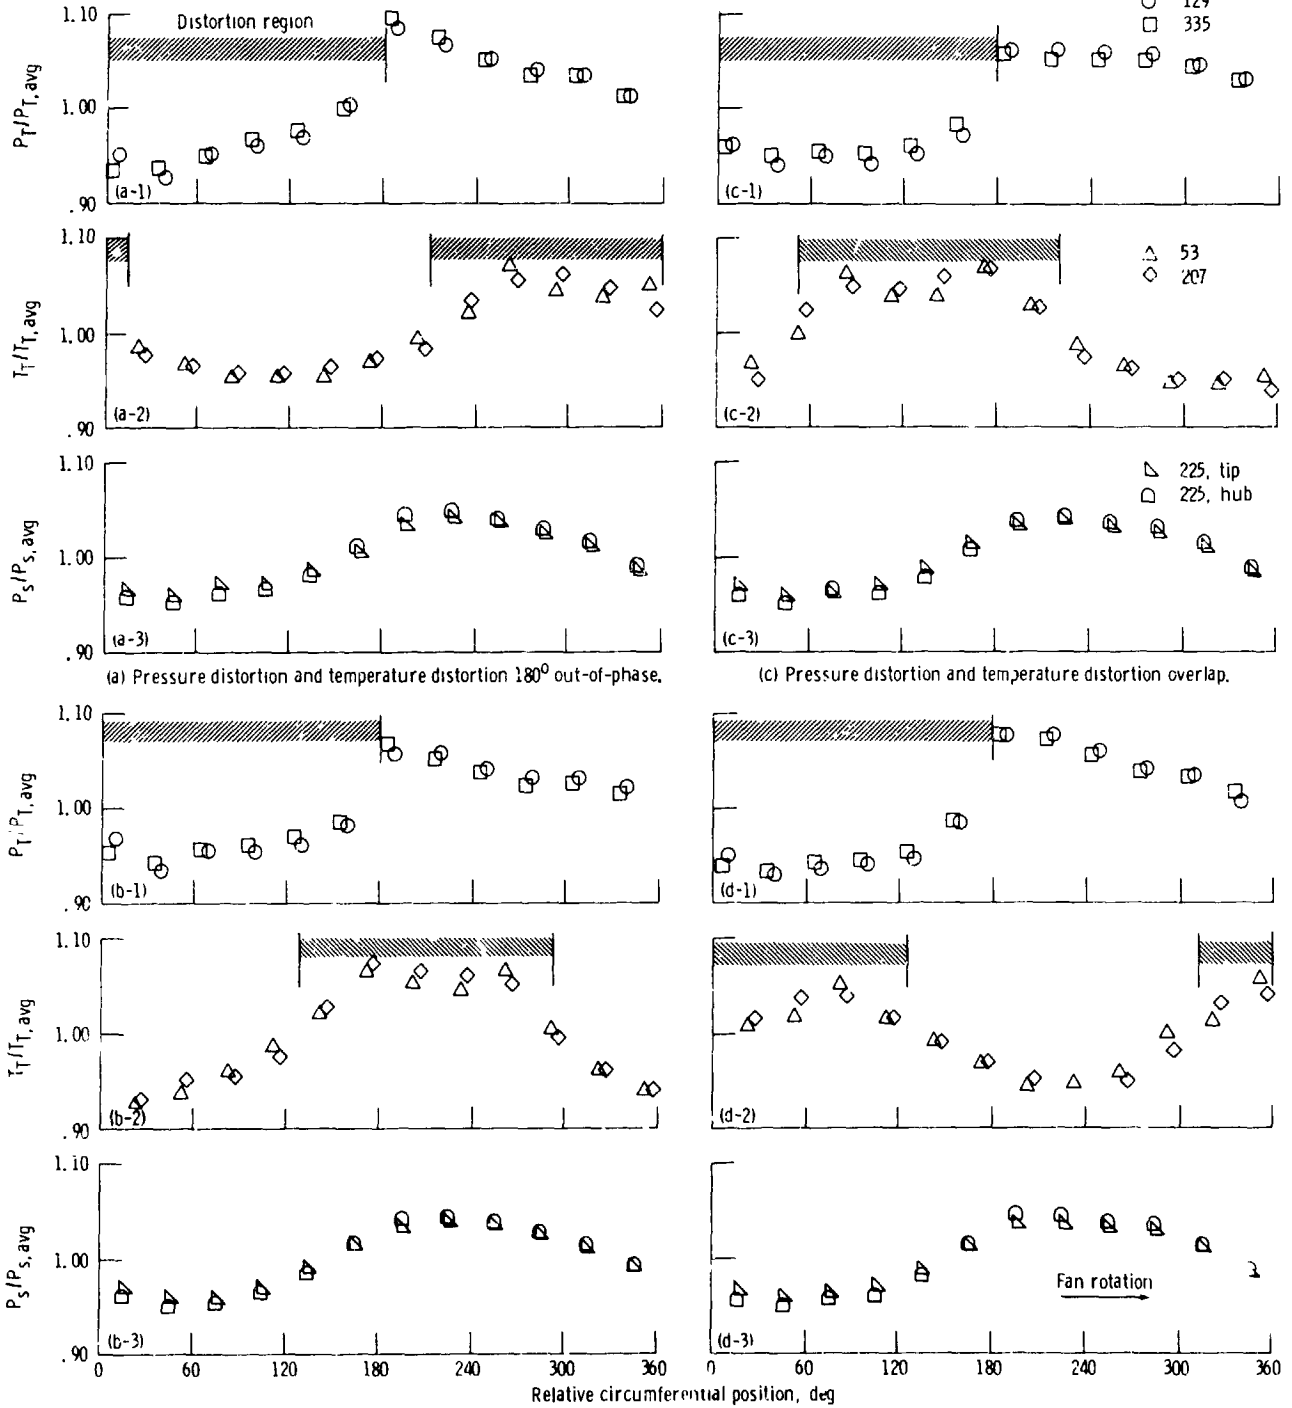 1.10
1.00
.90
P_T/P_T,avg
Distortion region
(a-1)
129
335
(c-1)
1.10
1.00
.90
T_T/T_T,avg
(a-2)
53
207
(c-2)
1.10
1.00
.90
P_s/P_s,avg
(a-3)
225, tip
225, hub
(c-3)
(a) Pressure distortion and temperature distortion 180° out-of-phase.
(c) Pressure distortion and temperature distortion overlap.
1.10
1.00
.90
P_T/P_T,avg
(b-1)
(d-1)
1.10
1.00
.90
T_T/T_T,avg
(b-2)
(d-2)
1.10
1.00
.90
P_s/P_s,avg
(b-3)
Fan rotation
(d-3)
0 60 120 180 240 300 360
0 60 120 180 240 300 360
Relative circumferential position, deg